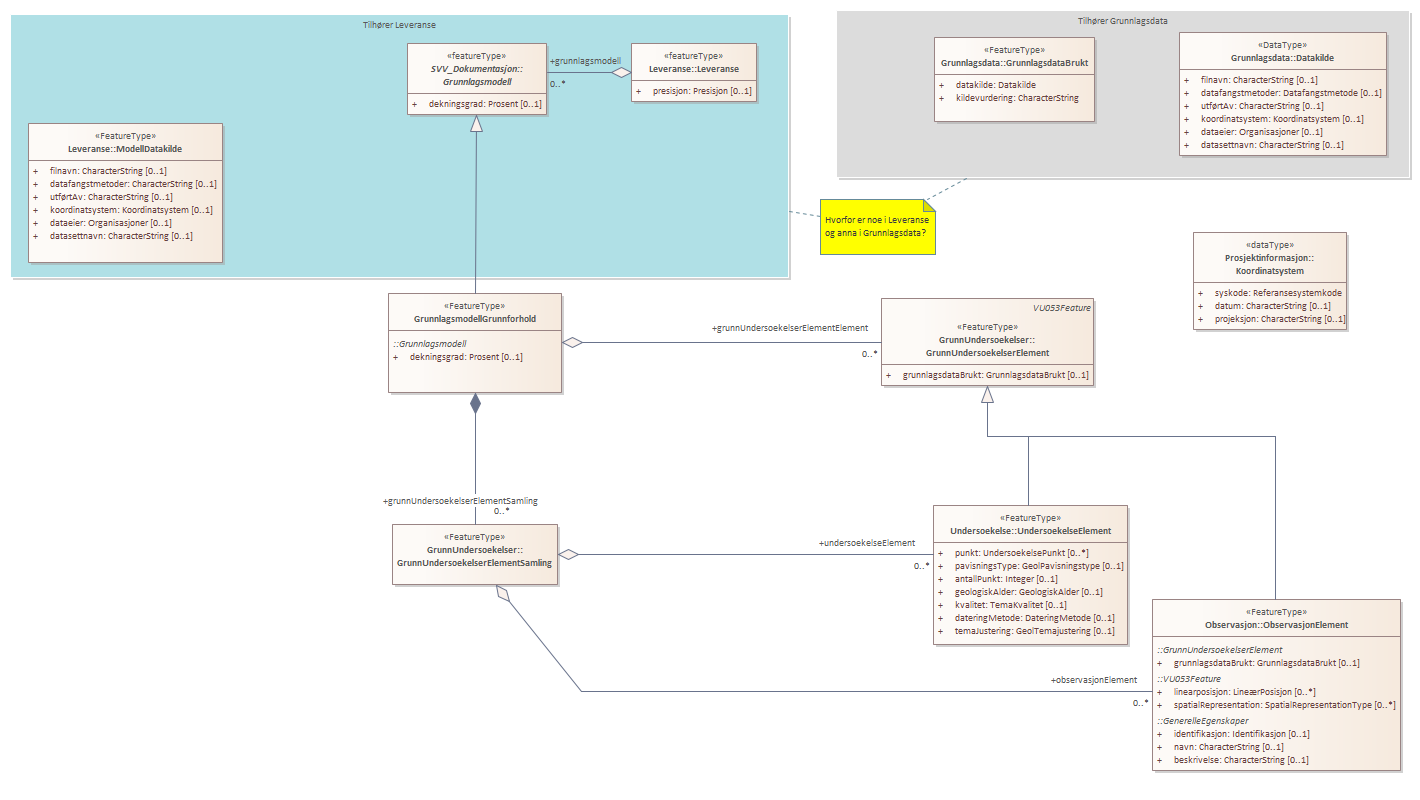 Tilhører Leveranse
«featureType»
SVV_Dokumentasjon::
Grunnlagsmodell
+ dekningsgrad: Prosent [0..1]
+grunnlagsmodell
0..*
«featureType»
Leveranse::Leveranse
+ presisjon: Presisjon [0..1]
«FeatureType»
Leveranse::ModellDatakilde
+ filnavn: CharacterString [0..1]
+ datafangstmetoder: CharacterString [0..1]
+ utførtAv: CharacterString [0..1]
+ koordinatsystem: Koordinatsystem [0..1]
+ dataeier: Organisasjoner [0..1]
+ datasettnavn: CharacterString [0..1]
Tilhører Grunnlagsdata
«FeatureType»
Grunnlagsdata::GrunnlagsdataBrukt
+ datakilde: Datakilde
+ kildevurdering: CharacterString
«DataType»
Grunnlagsdata::Datakilde
+ filnavn: CharacterString [0..1]
+ datafangstmetoder: Datafangstmetode [0..1]
+ utførtAv: CharacterString [0..1]
+ koordinatsystem: Koordinatsystem [0..1]
+ dataeier: Organisasjoner [0..1]
+ datasettnavn: CharacterString [0..1]
Hvorfor er noe i Leveranse
og anna i Grunnlagsdata?
«dataType»
Prosjektinformasjon::
Koordinatsystem
+ syskode: Referansesystemkode
+ datum: CharacterString [0..1]
+ projeksjon: CharacterString [0..1]
«FeatureType»
GrunnlagsmodellGrunnforhold
::Grunnlagsmodell
+ dekningsgrad: Prosent [0..1]
+grunnUndersoekelserElementElement
0..*
VU053Feature
«FeatureType»
GrunnUndersoekelser::
GrunnUndersoekelserElement
+ grunnlagsdataBrukt: GrunnlagsdataBrukt [0..1]
+grunnUndersoekelserElementSamling
0..*
«FeatureType»
GrunnUndersoekelser::
GrunnUndersoekelserElementSamling
+undersoekelseElement
0..*
«FeatureType»
Undersoekelse::UndersoekelseElement
+ punkt: UndersoekelsePunkt [0..*]
+ pavisningsType: GeolPavisningstype [0..1]
+ antallPunkt: Integer [0..1]
+ geologiskAlder: GeologiskAlder [0..1]
+ kvalitet: TemaKvalitet [0..1]
+ dateringMetode: DateringMetode [0..1]
+ temaJustering: GeolTemajustering [0..1]
+observasjonElement
0..*
«FeatureType»
Observasjon::ObservasjonElement
::GrunnUndersoekelserElement
+ grunnlagsdataBrukt: GrunnlagsdataBrukt [0..1]
::VU053Feature
+ linearposisjon: LineærPosisjon [0..*]
+ spatialRepresentation: SpatialRepresentationType [0..*]
::GenerelleEgenskaper
+ identifikasjon: Identifikasjon [0..1]
+ navn: CharacterString [0..1]
+ beskrivelse: CharacterString [0..1]